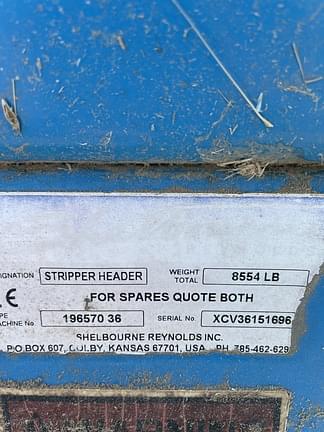 IGNATION STRIPPER HEADER WEIGHT TOTAL 8554 LB
CE FOR SPARES QUOTE BOTH
PE MACHINE No. 196570 36 SERIAL No. XCV36151696
SHELBOURNE REYNOLDS INC.
P.O BOX 607, COLBY, KANSAS 67701, USA PH 785-462-629